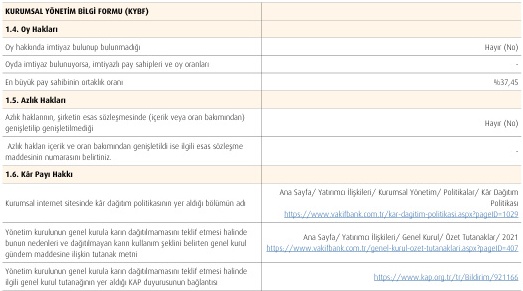 KURUMSAL YÖNETİM BİLGİ FORMU (KYBF)
1.4. Oy Hakları
Oy hakkında imtiyaz bulunup bulunmadığı
Hayır (No)
Oyda imtiyaz bulunuyorsa, imtiyazlı pay sahipleri ve oy oranları
-
En büyük pay sahibinin ortaklık oranı
%37,45
1.5. Azlık Hakları
Azlık haklarının, şirketin esas sözleşmesinde (içerik veya oran bakımından)
genişletilip genişletilmediği
Hayır (No)
Azlık hakları içerik ve oran bakımından genişletildi ise ilgili esas sözleşme
maddesinin numarasını belirtiniz.
-
1.6. Kâr Payı Hakkı
Kurumsal internet sitesinde kâr dağıtım politikasının yer aldığı bölümün adı
Ana Sayfa/ Yatırımcı İlişkileri/ Kurumsal Yönetim/ Politikalar/ Kâr Dağıtım
Politikası
https://www.vakifbank.com.tr/kar-dagitim-politikasi.aspx?pageID=1029
Yönetim kurulunun genel kurula karın dağıtılmamasını teklif etmesi halinde
bunun nedenleri ve dağıtılmayan karın kullanım şeklini belirten genel kurul
gündem maddesine ilişkin tutanak metni
Ana Sayfa/ Yatırımcı İlişkileri/ Genel Kurul/ Özet Tutanaklar/ 2021
https://www.vakifbank.com.tr/genel-kurul-ozet-tutanaklari.aspx?pageID=407
Yönetim kurulunun genel kurula karın dağıtılmamasını teklif etmesi halinde
ilgili genel kurul tutanağının yer aldığı KAP duyurusunun bağlantısı
https://www.kap.org.tr/tr/Bildirim/921166